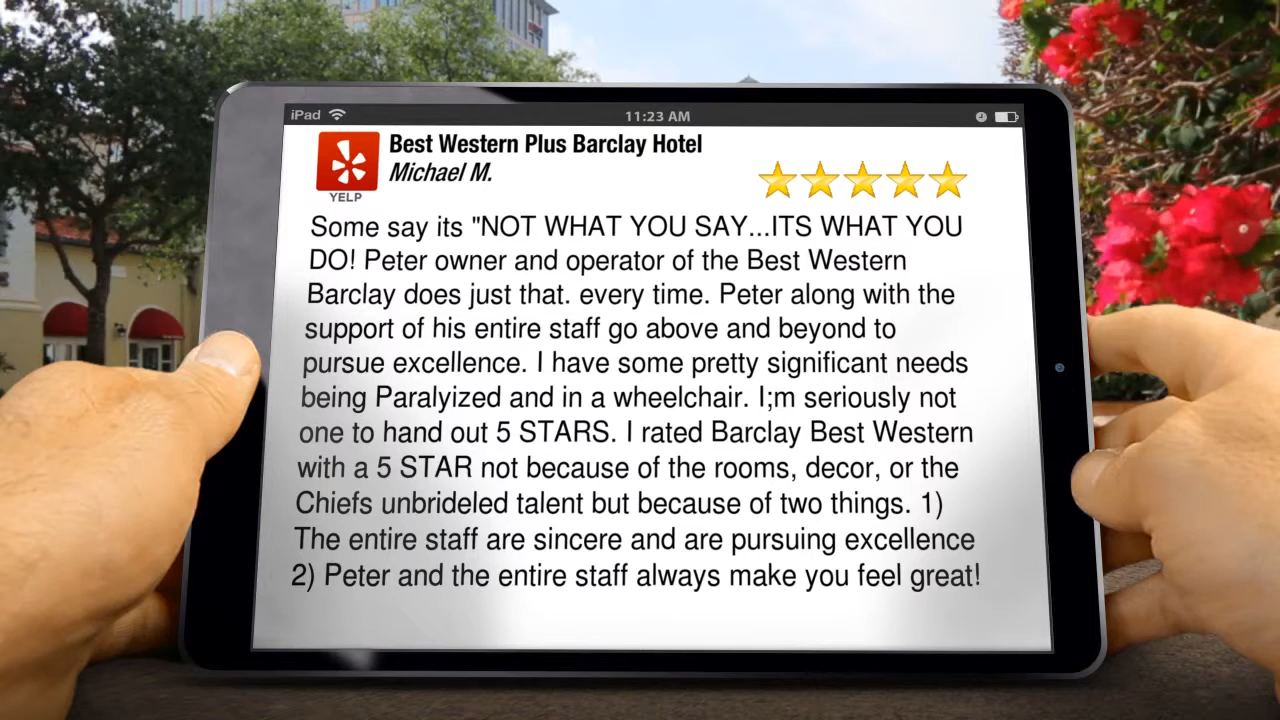 iPad 11:23 AM
Best Western Plus Barclay Hotel
Michael M.
YELP
Some say its "NOT WHAT YOU SAY...ITS WHAT YOU
DO! Peter owner and operator of the Best Western
Barclay does just that. every time. Peter along with the
support of his entire staff go above and beyond to
pursue excellence. I have some pretty significant needs
being Paralyized and in a wheelchair. I;m seriously not
one to hand out 5 STARS. I rated Barclay Best Western
with a 5 STAR not because of the rooms, decor, or the
Chiefs unbrideled talent but because of two things. 1)
The entire staff are sincere and are pursuing excellence
2) Peter and the entire staff always make you feel great!